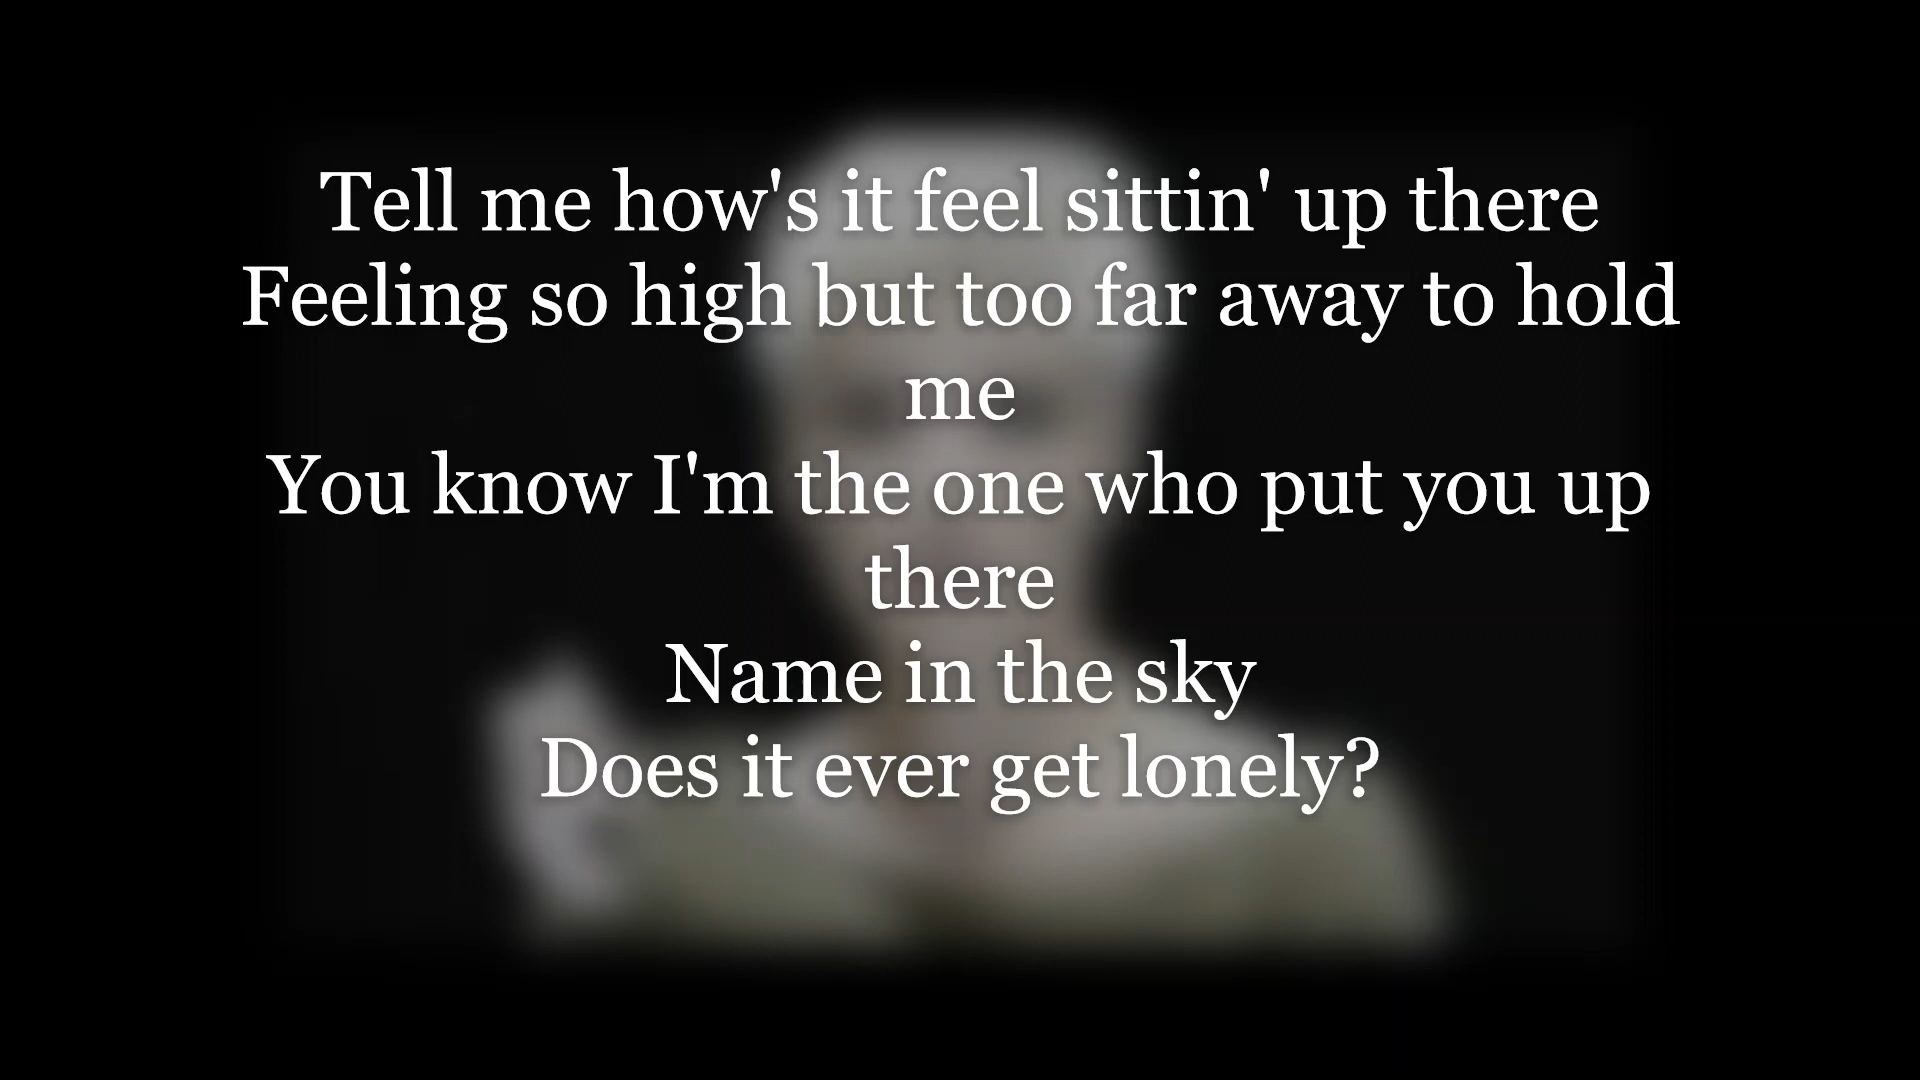 Tell me how's it feel sittin' up there
Feeling so high but too far away to hold
me
You know I'm the one who put you up
there
Name in the sky
Does it ever get lonely?